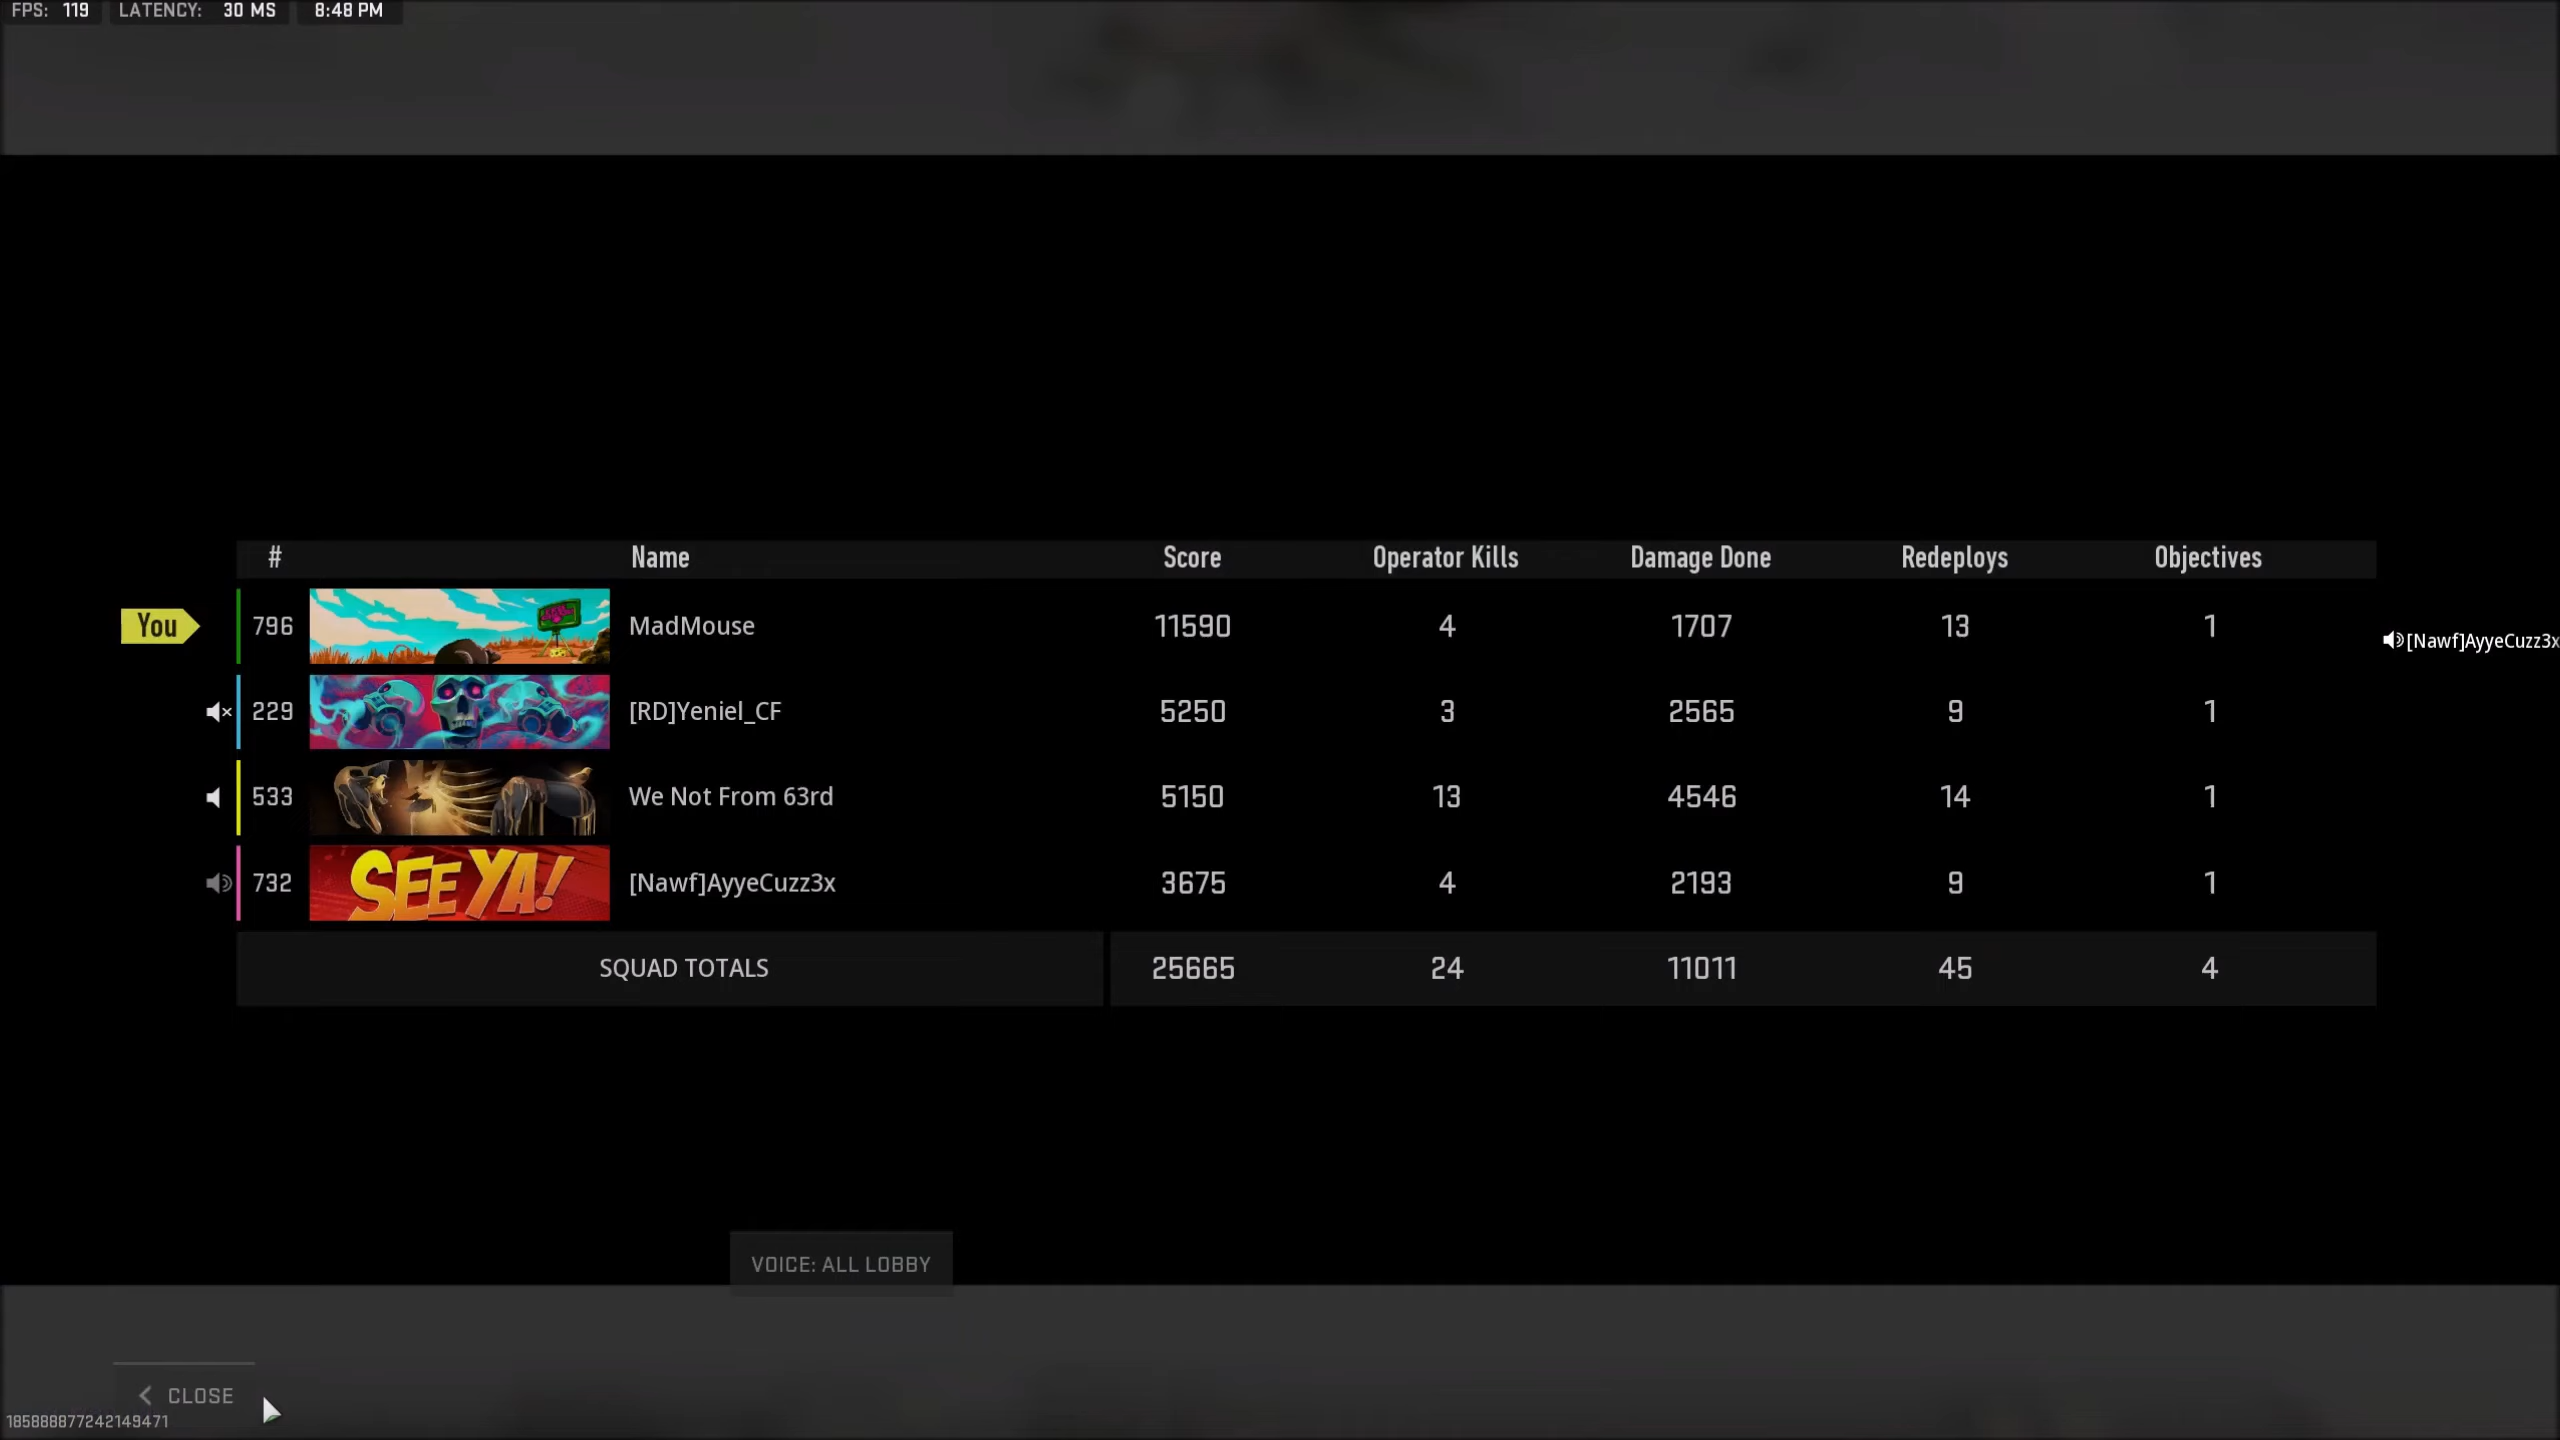 FPS: 119 LATENCY: 30 MS 8:48 PM
# Name Score Operator Kills Damage Done Redeploys Objectives
You 796 MadMouse 11590 4 1707 13 1
[Nawf]AyyeCuzz3x
229 [RD]Yeniel_CF 5250 3 2565 9 1
533 We Not From 63rd 5150 13 4546 14 1
732 SEE YA! [Nawf]AyyeCuzz3x 3675 4 2193 9 1
SQUAD TOTALS 25665 24 11011 45 4
VOICE: ALL LOBBY
CLOSE
185888877242149471